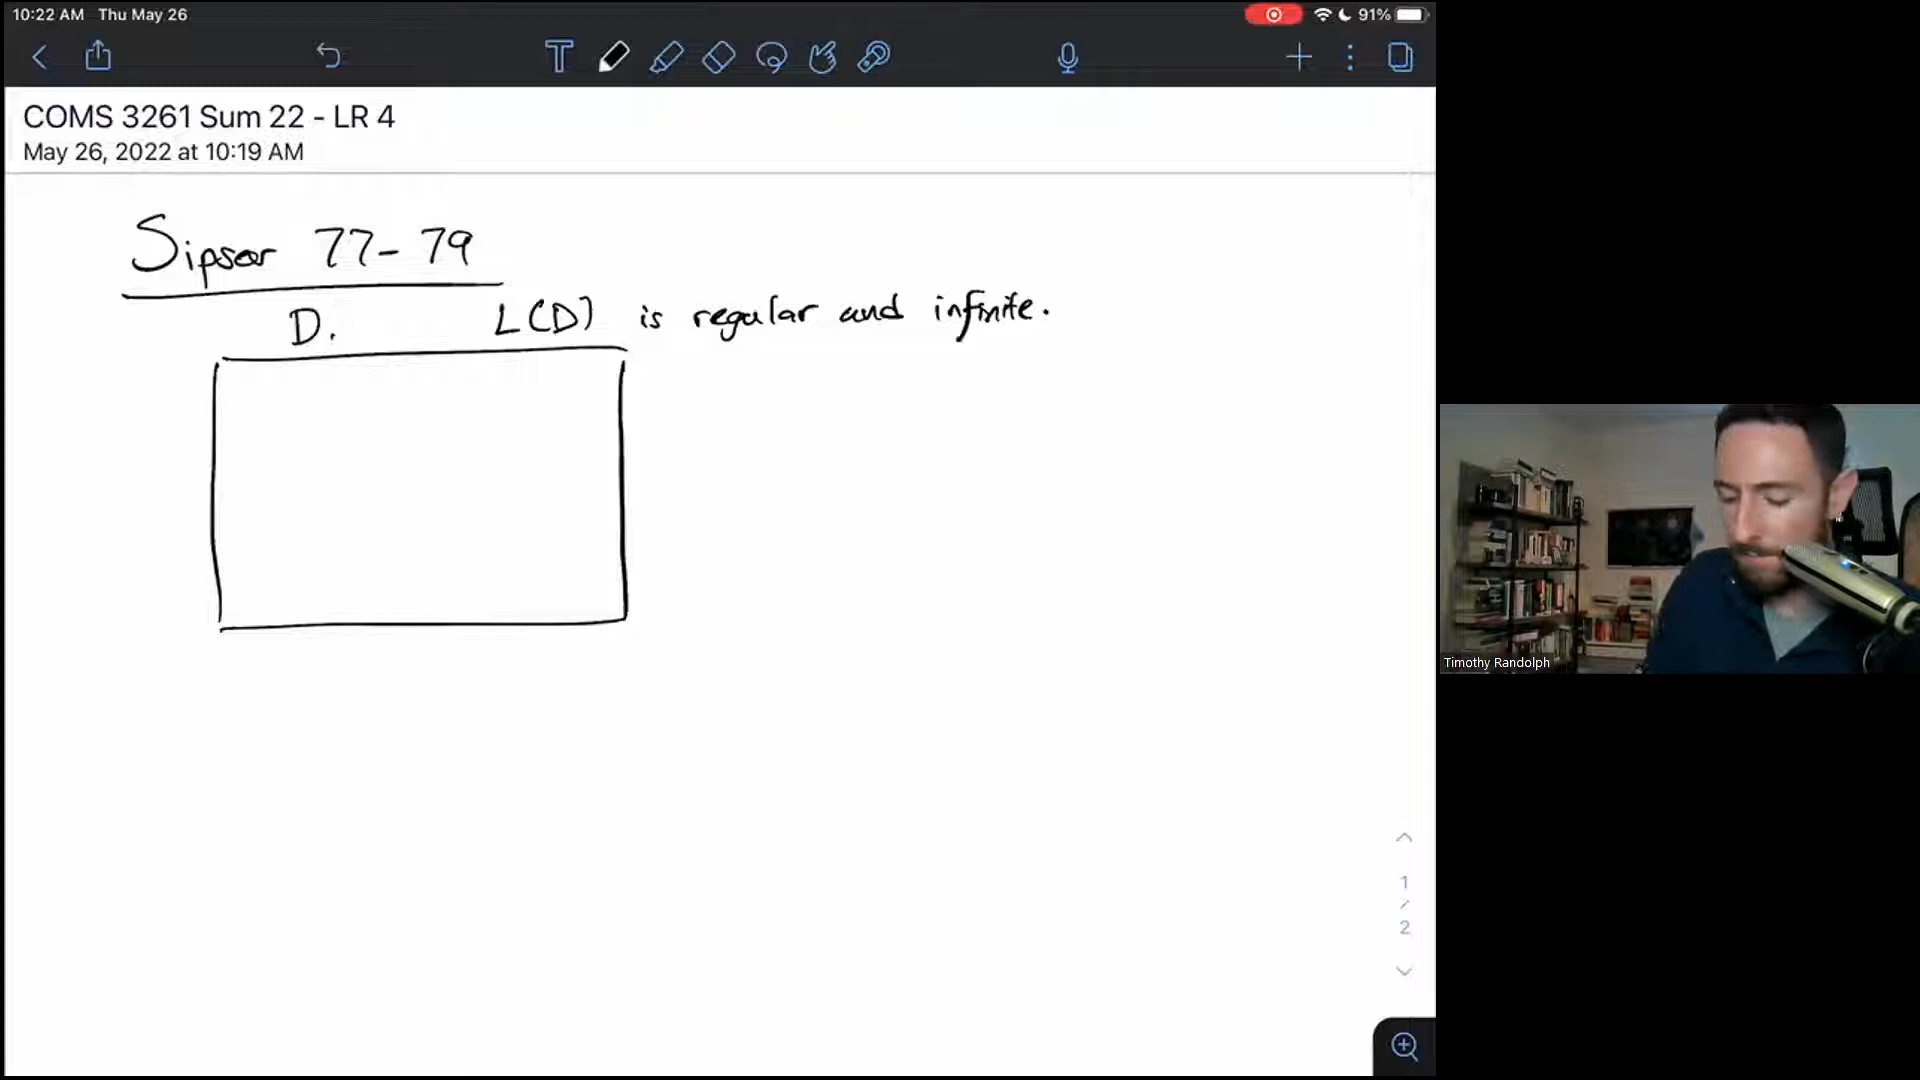 10:22 AM Thu May 26
91%
COMS 3261 Sum 22 - LR 4
May 26, 2022 at 10:19 AM
Sipser 77-79
D. L(D) is regular and infinite.
Timothy Randolph
1
/
2